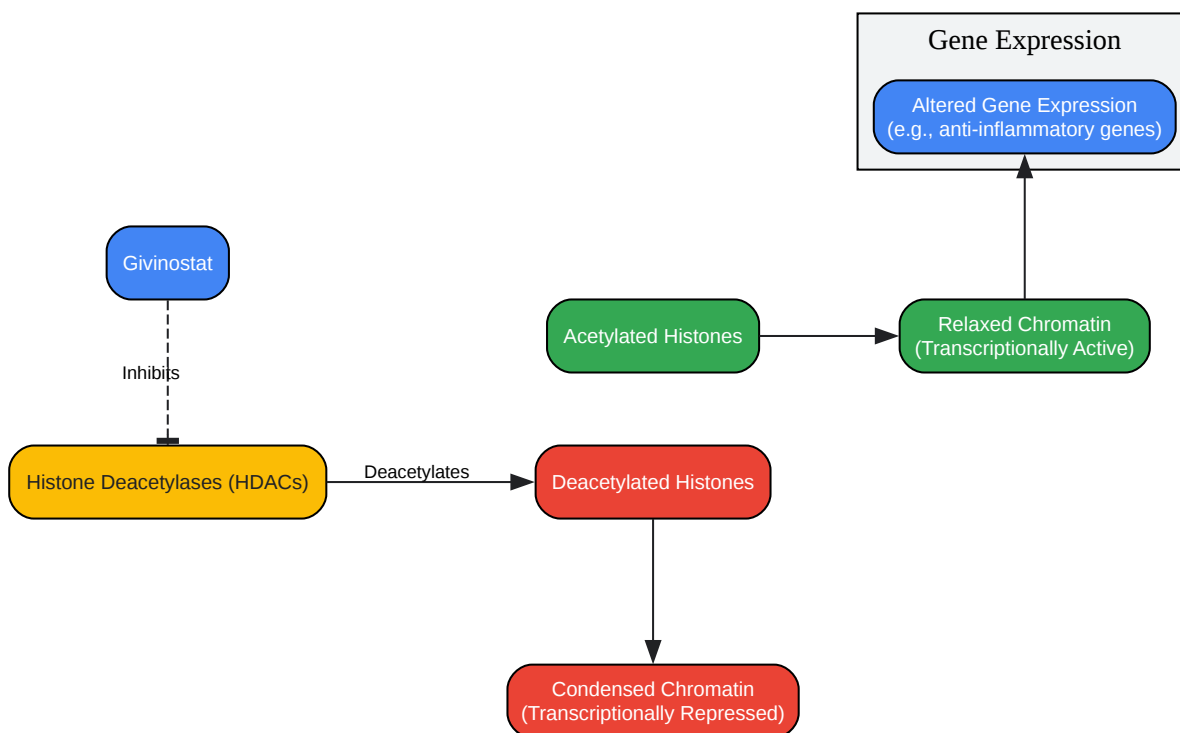 Gene Expression
Altered Gene Expression
(e.g., anti-inflammatory genes)
Givinostat
Inhibits
Acetylated Histones
Relaxed Chromatin
(Transcriptionally Active)
Histone Deacetylases (HDACs)
Deacetylates
Deacetylated Histones
Condensed Chromatin
(Transcriptionally Repressed)